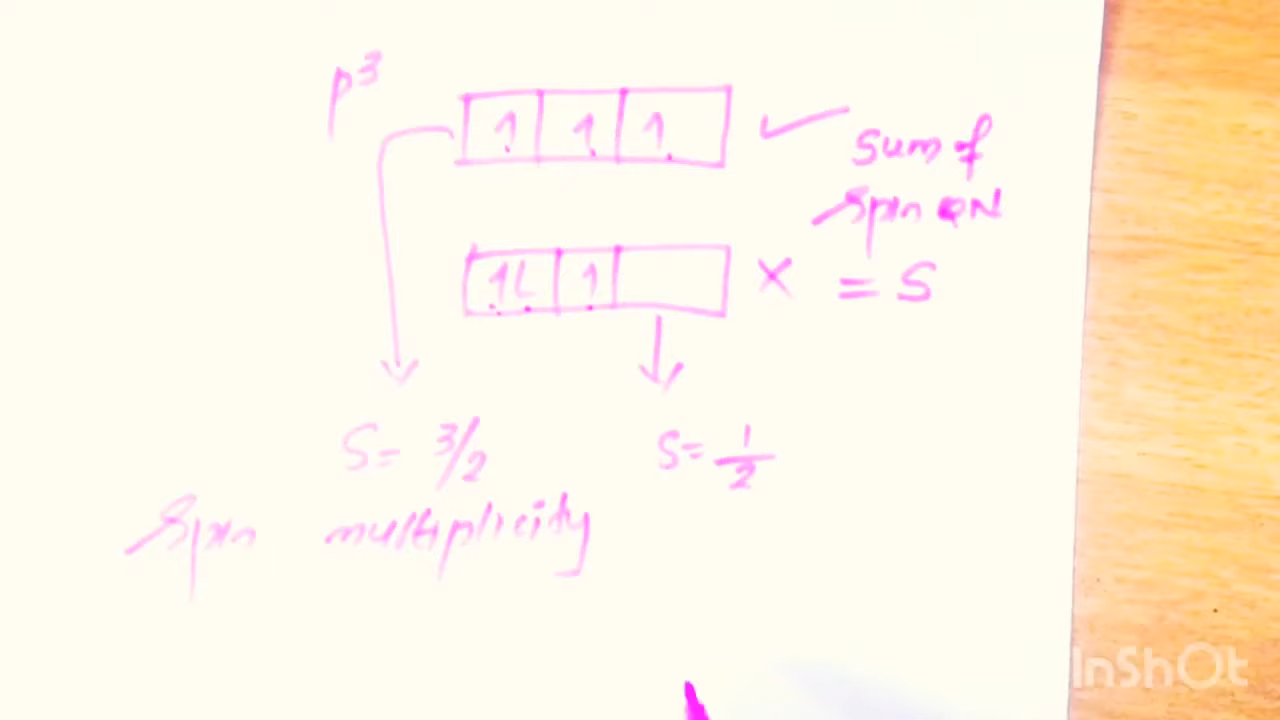 p³
1 1 1 ✓
Sum of
Spin QN
1L 1 × = S
S = 3/2 S = 1/2
Spin multiplicity
InShOt